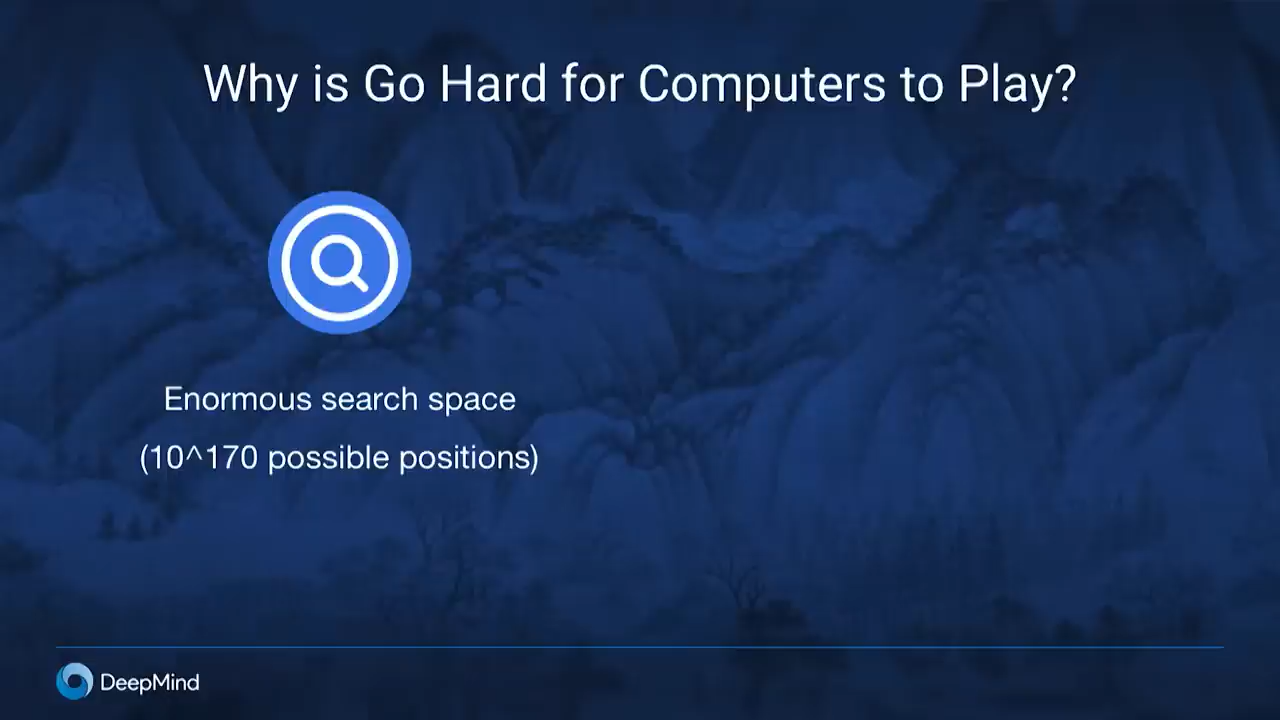 Why is Go Hard for Computers to Play?
Enormous search space
(10^170 possible positions)
DeepMind